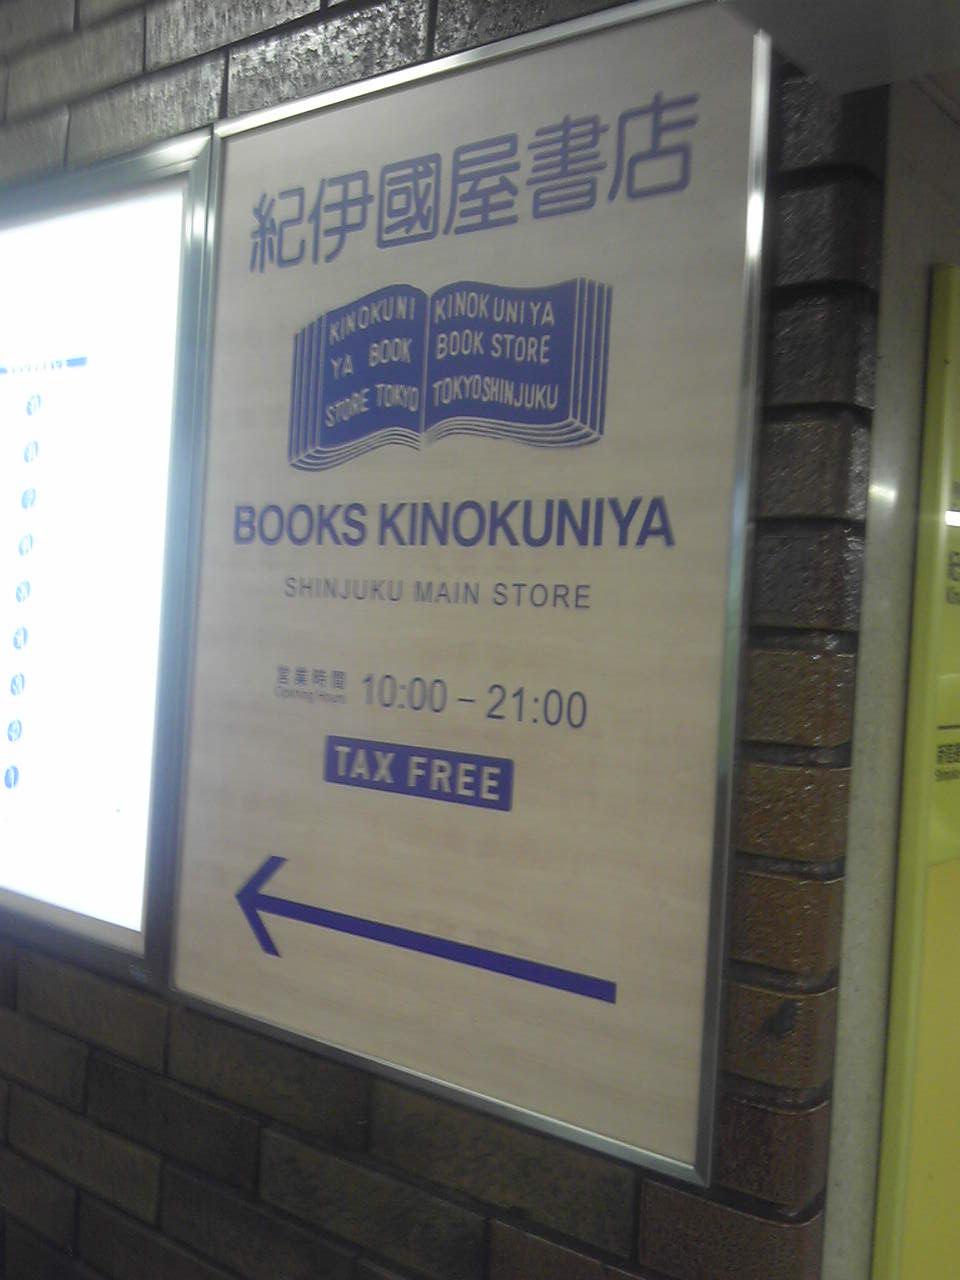 紀伊國屋書店
KINOKUNI
YA BOOK
STORE TOKYO
KINOKUNIYA
BOOK STORE
TOKYOSHINJUKU
BOOKS KINOKUNIYA
SHINJUKU MAIN STORE
営業時間
Opening Hours
10:00 – 21:00
TAX FREE